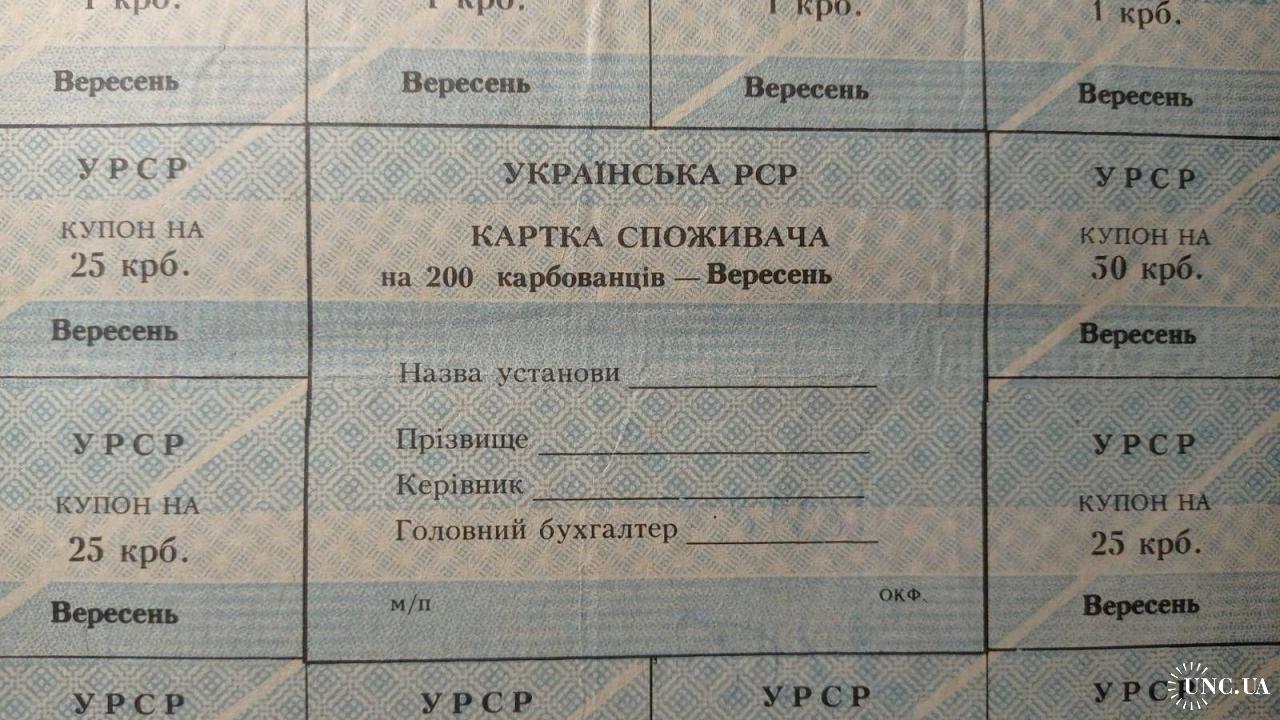 1 крб. 1 крб. 1 крб. 1 крб.
Вересень Вересень Вересень Вересень
УРСР
КУПОН НА
25 крб.
Вересень
УКРАЇНСЬКА РСР
КАРТКА СПОЖИВАЧА
на 200 карбованців — Вересень
Назва установи
Прізвище
Керівник
Головний бухгалтер
м/п ОКФ.
УРСР
КУПОН НА
50 крб.
Вересень
УРСР
КУПОН НА
25 крб.
Вересень
УРСР
КУПОН НА
25 крб.
Вересень
УРСР УРСР УРСР УРСР
UNC.UA